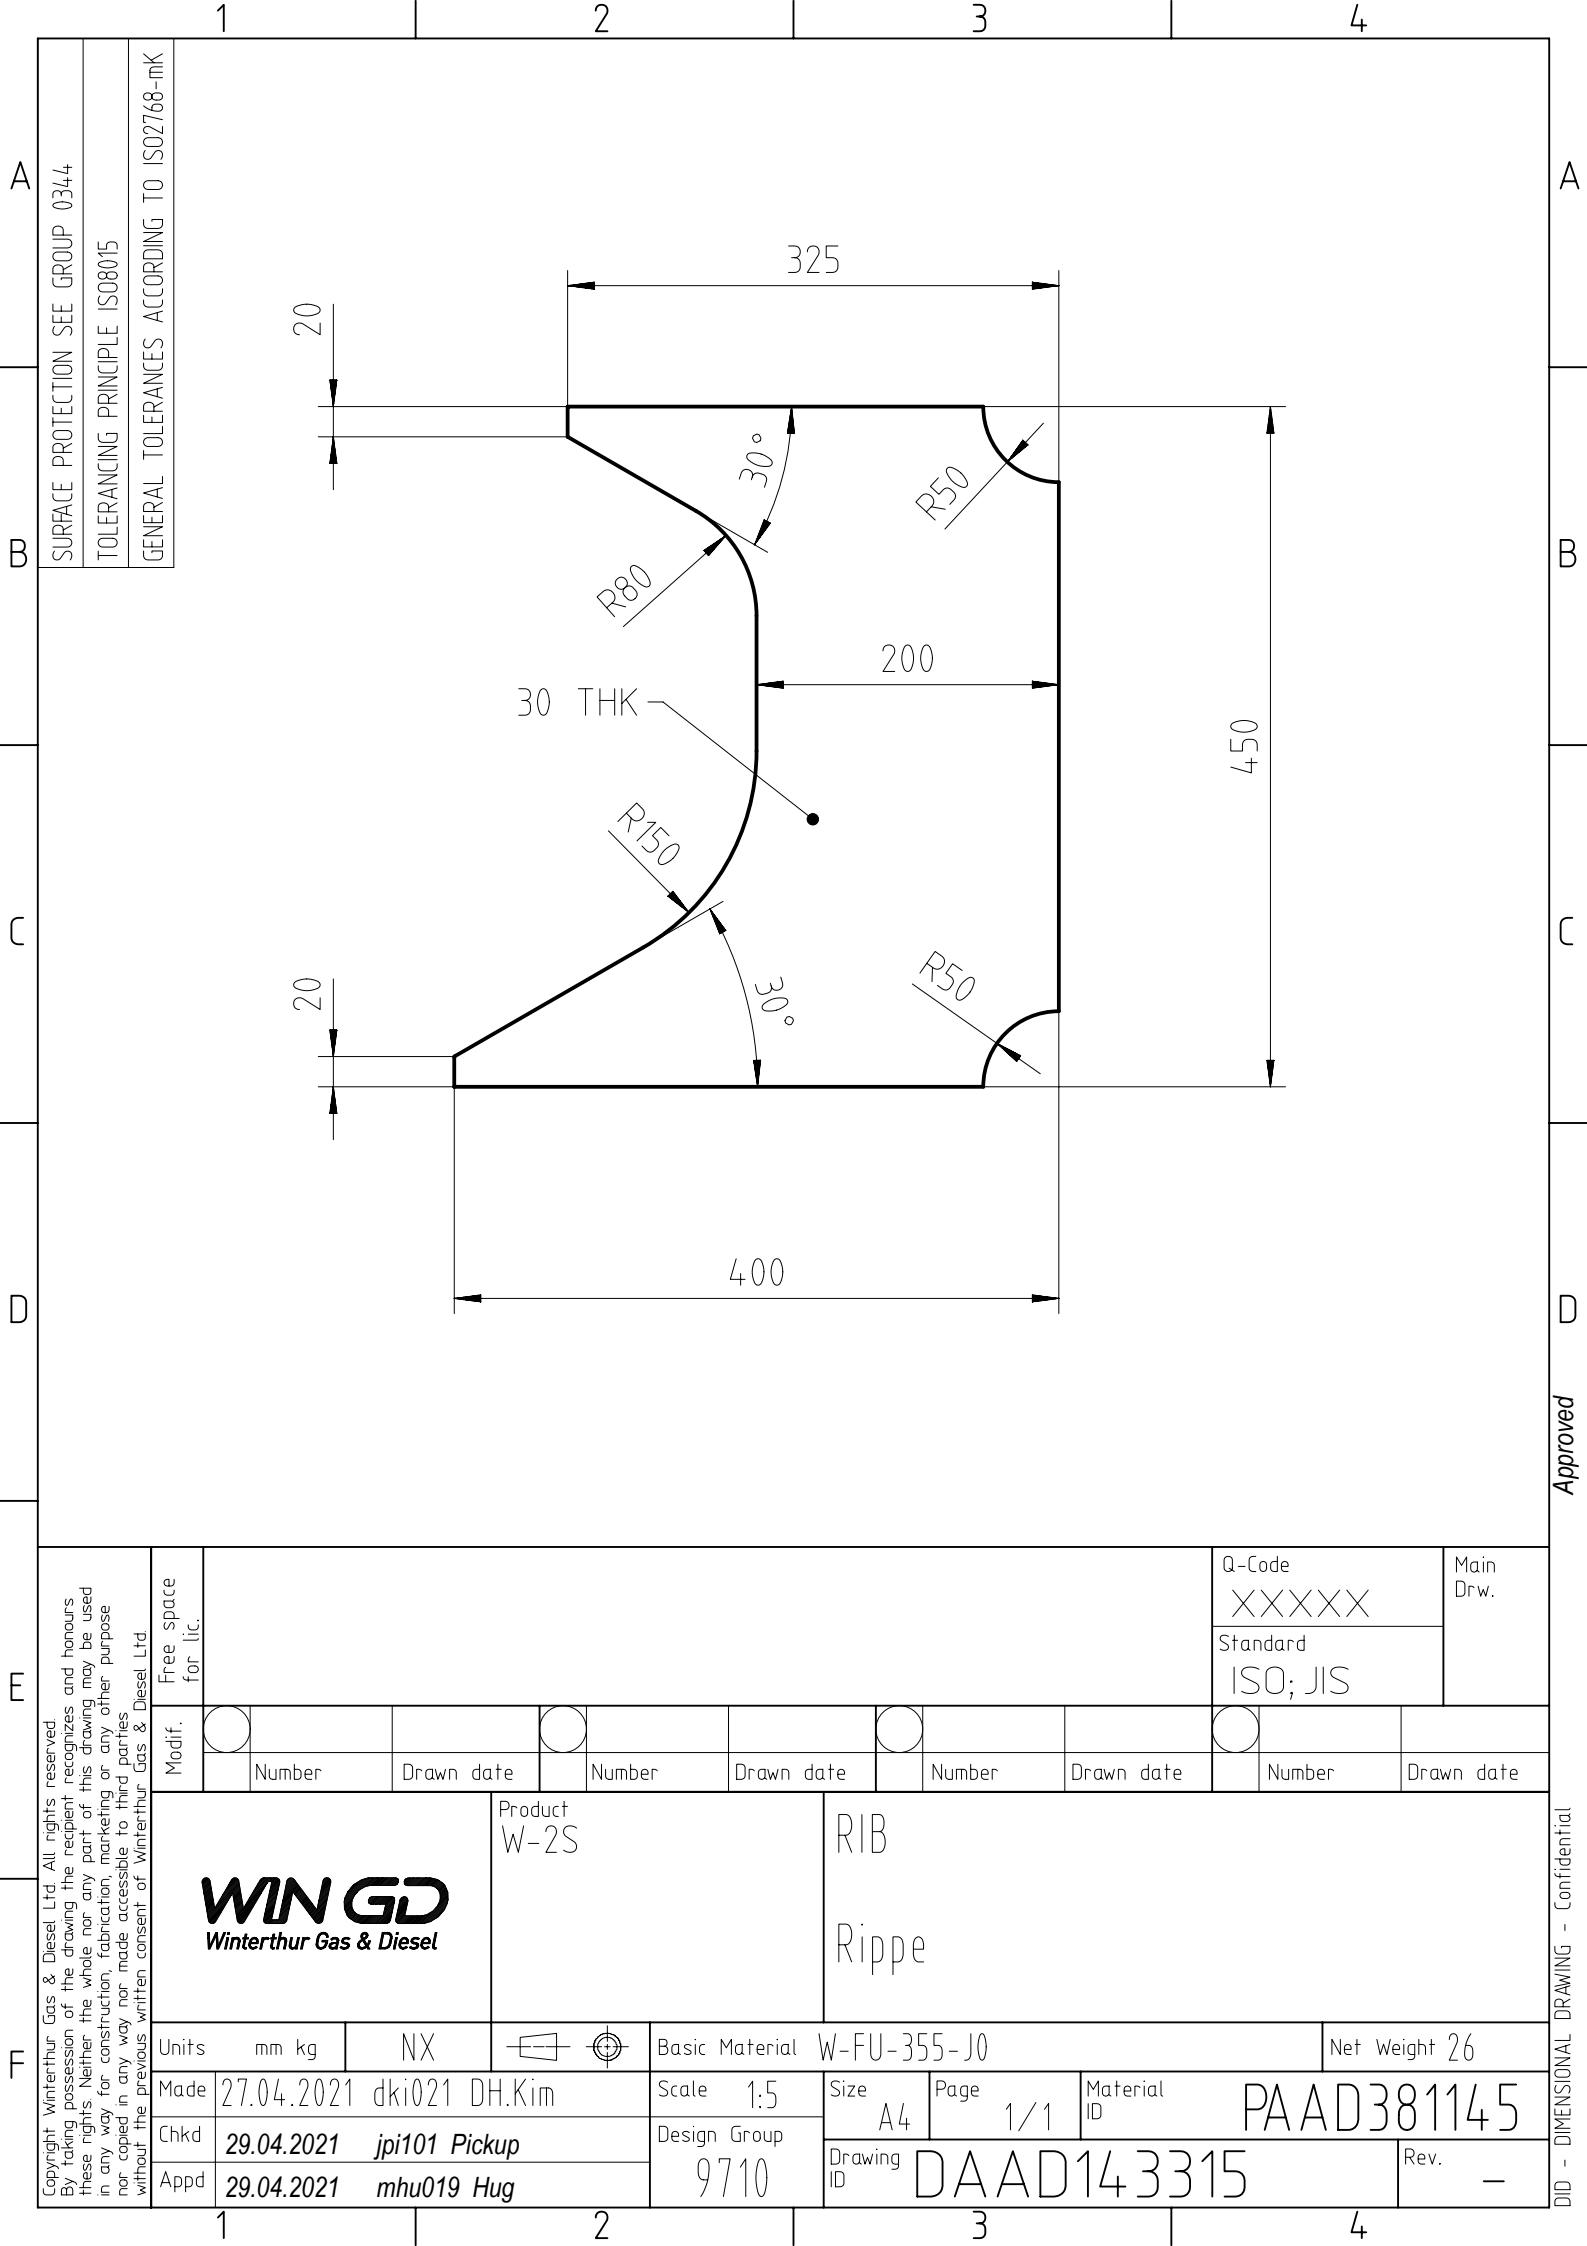 1 2 3 4
A A
B B
C C
D D
E
F
SURFACE PROTECTION SEE GROUP 0344
TOLERANCING PRINCIPLE ISO8015
GENERAL TOLERANCES ACCORDING TO ISO2768-mK
325
20
30°
R50
R80
200
30 THK
450
R150
R50
20
30°
400
Approved
Q-Code
XXXXX
Main
Drw.
Standard
ISO; JIS
Free space
for lic.
Modif.
Number Drawn date Number Drawn date Number Drawn date Number Drawn date
Copyright Winterthur Gas & Diesel Ltd. All rights reserved.
By taking possession of the drawing the recipient recognizes and honours
these rights. Neither the whole nor any part of this drawing may be used
in any way for construction, fabrication, marketing or any other purpose
nor copied in any way nor made accessible to third parties
without the previous written consent of Winterthur Gas & Diesel Ltd.
WIN GD
Winterthur Gas & Diesel
Product
W-2S
RIB
Rippe
Units mm kg NX
Basic Material W-FU-355-J0
Net Weight 26
Made 27.04.2021 dki021 DH.Kim
Chkd 29.04.2021 jpi101 Pickup
Appd 29.04.2021 mhu019 Hug
Scale 1:5
Size A4
Page 1/1
Material
ID PAAD381145
Design Group
9710
Drawing
ID DAAD143315
Rev. –
DID - DIMENSIONAL DRAWING - Confidential
1 2 3 4